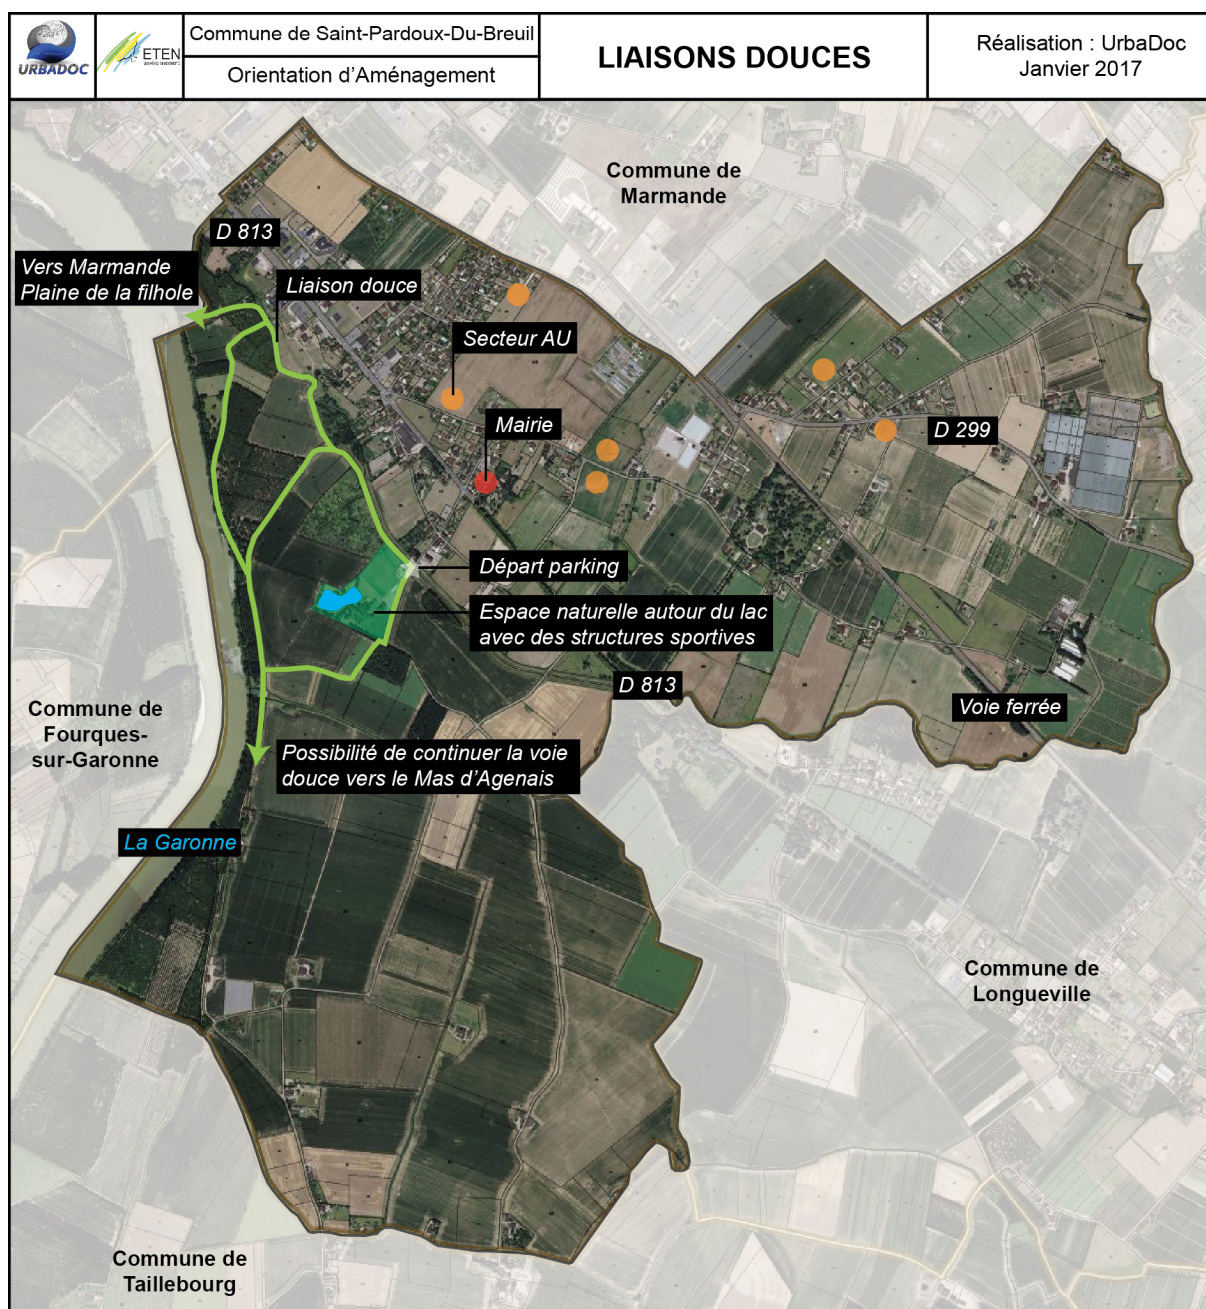 URBADOC
ETEN
environnement
Commune de Saint-Pardoux-Du-Breuil
Orientation d'Aménagement
LIAISONS DOUCES
Réalisation : UrbaDoc
Janvier 2017
Commune de
Marmande
D 813
Vers Marmande
Plaine de la filhole
Liaison douce
Secteur AU
Mairie
D 299
Départ parking
Espace naturelle autour du lac
avec des structures sportives
D 813
Voie ferrée
Commune de
Fourques-
sur-Garonne
Possibilité de continuer la voie
douce vers le Mas d'Agenais
La Garonne
Commune de
Longueville
Commune de
Taillebourg